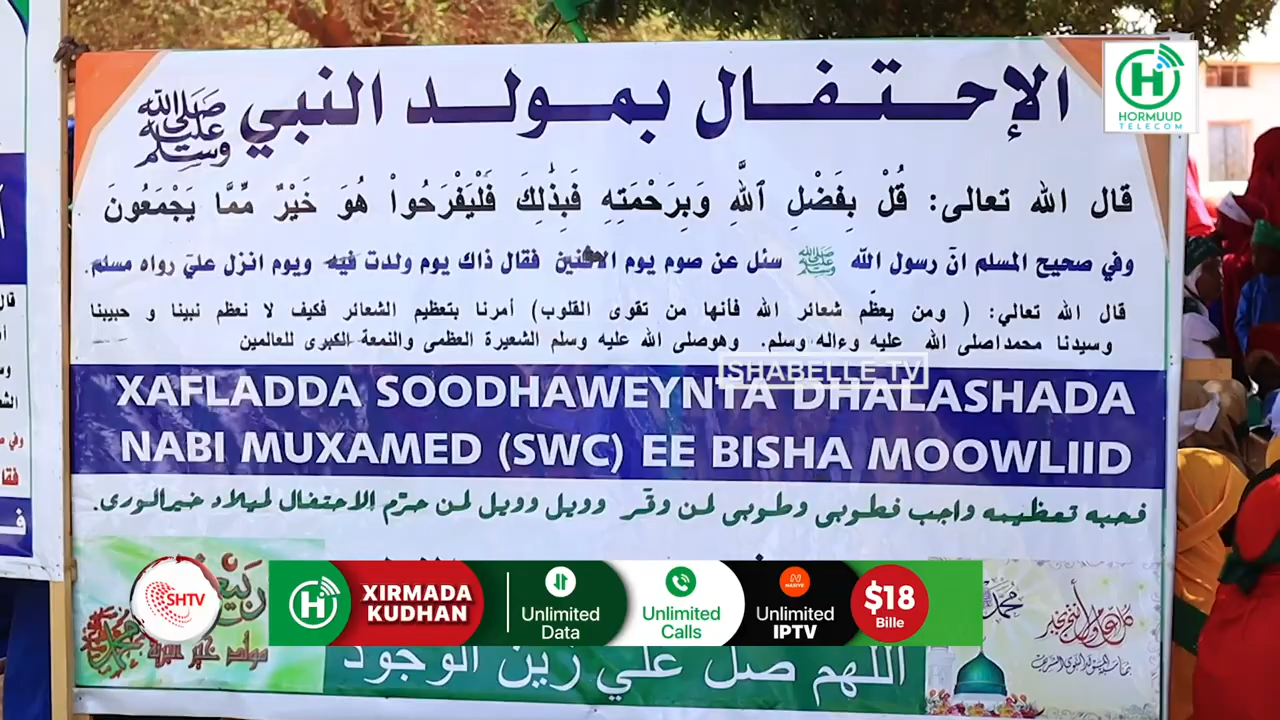 الإحتفال بمولد النبي ﷺ
HORMUUD
TELECOM
قال الله تعالى: قُلْ بِفَضْلِ ٱللَّهِ وَبِرَحْمَتِهِ فَبِذَٰلِكَ فَلْيَفْرَحُواْ هُوَ خَيْرٌ مِّمَّا يَجْمَعُونَ
وفي صحيح المسلم انّ رسول الله ﷺ سئل عن صوم يوم الاثنين فقال ذاك يوم ولدت فيه ويوم انزل عليّ رواه مسلم.
قال الله تعالي: ( ومن يعظّم شعائر الله فأنها من تقوى القلوب) أمرنا بتعظيم الشعائر فكيف لا نعظم نبينا و حبيبنا
وسيدنا محمداصلى الله عليه وءاله وسلم. وهوصلى الله عليه وسلم الشعيرة العظمى والنمعة الكبرى للعالمين
SHABELLE TV
XAFLADDA SOODHAWEYNTA DHALASHADA
NABI MUXAMED (SWC) EE BISHA MOOWLIID
فحبه تعظيمه واجب فطوبى وطوبى لمن وقّر وويل وويل لمن حرّم الاحتفال لميلاد خيرالورى.
SHTV
XIRMADA
KUDHAN
Unlimited
Data
Unlimited
Calls
NASIYE
Unlimited
IPTV
$18
Bille
اللهم صل علي زين الوجود